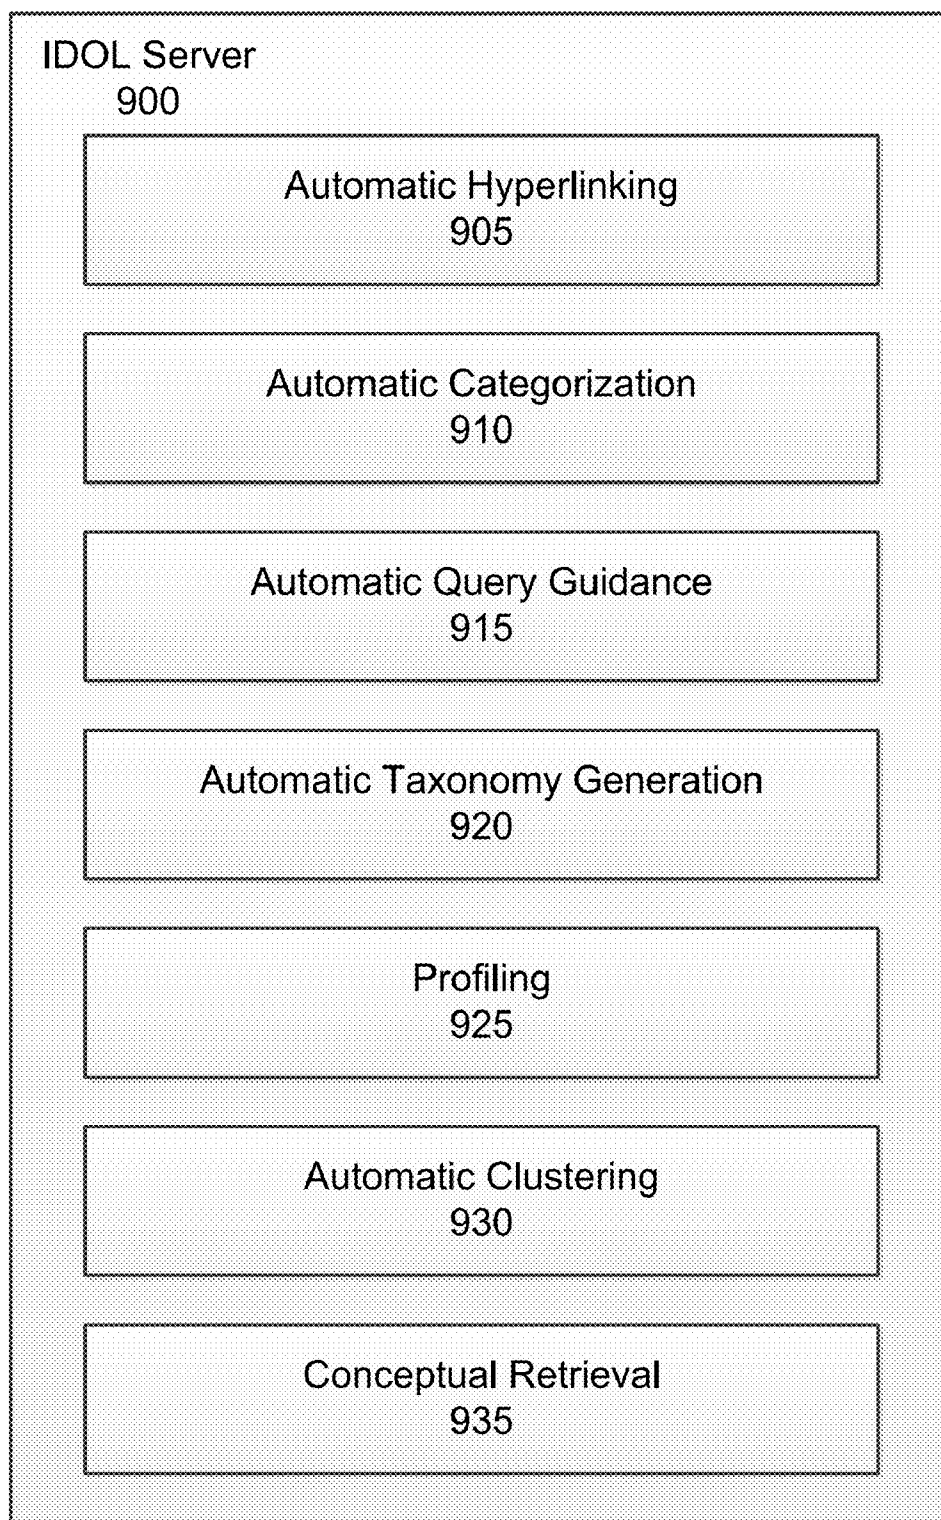 IDOL Server
900
Automatic Hyperlinking
905
Automatic Categorization
910
Automatic Query Guidance
915
Automatic Taxonomy Generation
920
Profiling
925
Automatic Clustering
930
Conceptual Retrieval
935